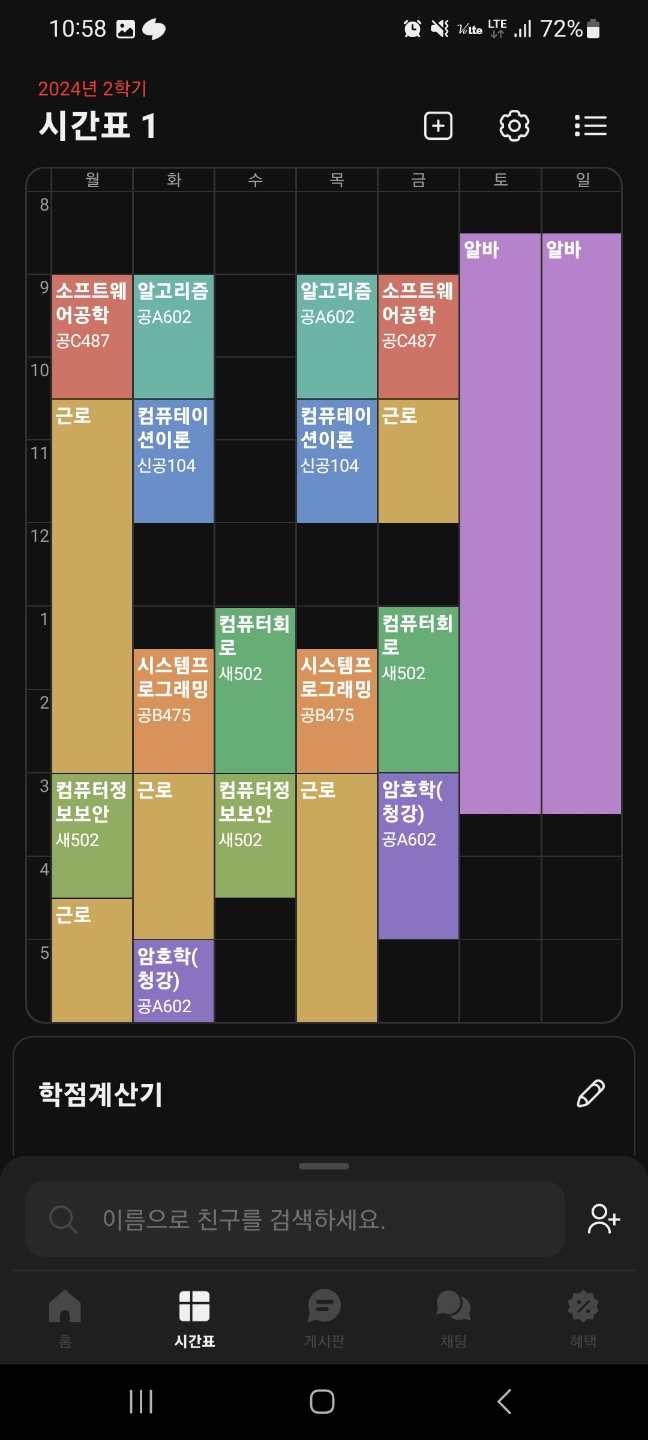 10:58 VoLTE LTE 72%
2024년 2학기
시간표 1
월 화 수 목 금 토 일
8
알바 알바
9
소프트웨 알고리즘 알고리즘 소프트웨
어공학 공A602 공A602 어공학
공C487 공C487
10
근로 컴퓨테이 컴퓨테이 근로
션이론 션이론
11
신공104 신공104
12
1
컴퓨터회 컴퓨터회
로 로
새502 새502
시스템프 시스템프
로그래밍 로그래밍
2
공B475 공B475
3
컴퓨터정 근로 컴퓨터정 근로 암호학(
보보안 보보안 청강)
새502 새502 공A602
4
근로
5
암호학(
청강)
공A602
학점계산기
이름으로 친구를 검색하세요.
홈 시간표 게시판 채팅 혜택